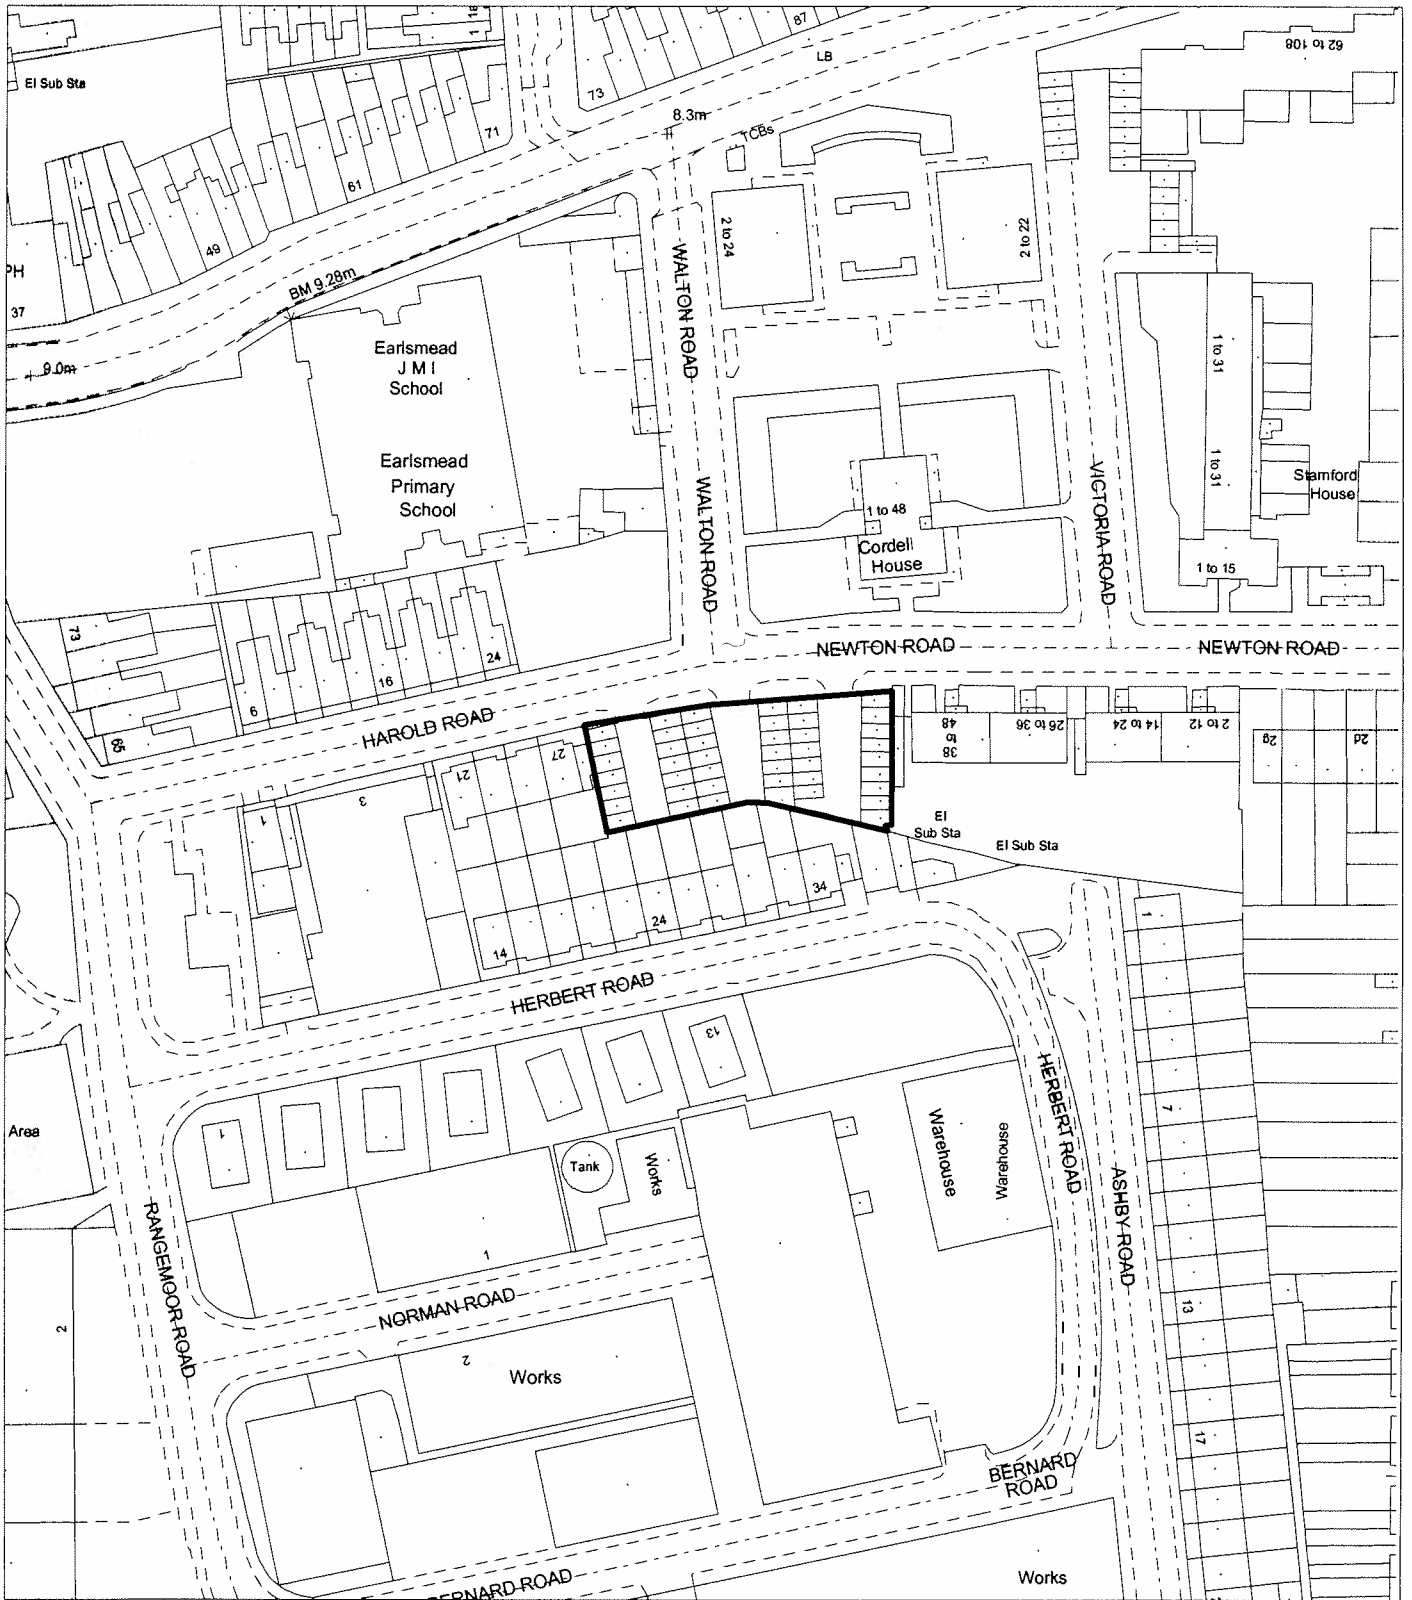 El Sub Sta
87
LB
62 to 108
73
71
8.3m
TCBs
61
49
2 to 24
2 to 22
PH
37
BM 9.28m
9.0m
WALTON ROAD
Earlsmead
J M I
School
Earlsmead
Primary
School
1 to 31
1 to 31
Stamford
House
WALTON ROAD
VICTORIA ROAD
1 to 48
Cordell
House
1 to 15
73
24
16
9
59
NEWTON ROAD
NEWTON ROAD
HAROLD ROAD
27
21
3
1
38
to
48
26 to 36
14 to 24
2 to 12
2g
2d
El
Sub Sta
El Sub Sta
34
24
14
1
HERBERT ROAD
13
HERBERT ROAD
7
Area
1
Tank
Works
Warehouse
Warehouse
ASHBY ROAD
RANGEMOOR ROAD
1
NORMAN ROAD
13
2
2
Works
17
BERNARD
ROAD
BERNARD ROAD
Works